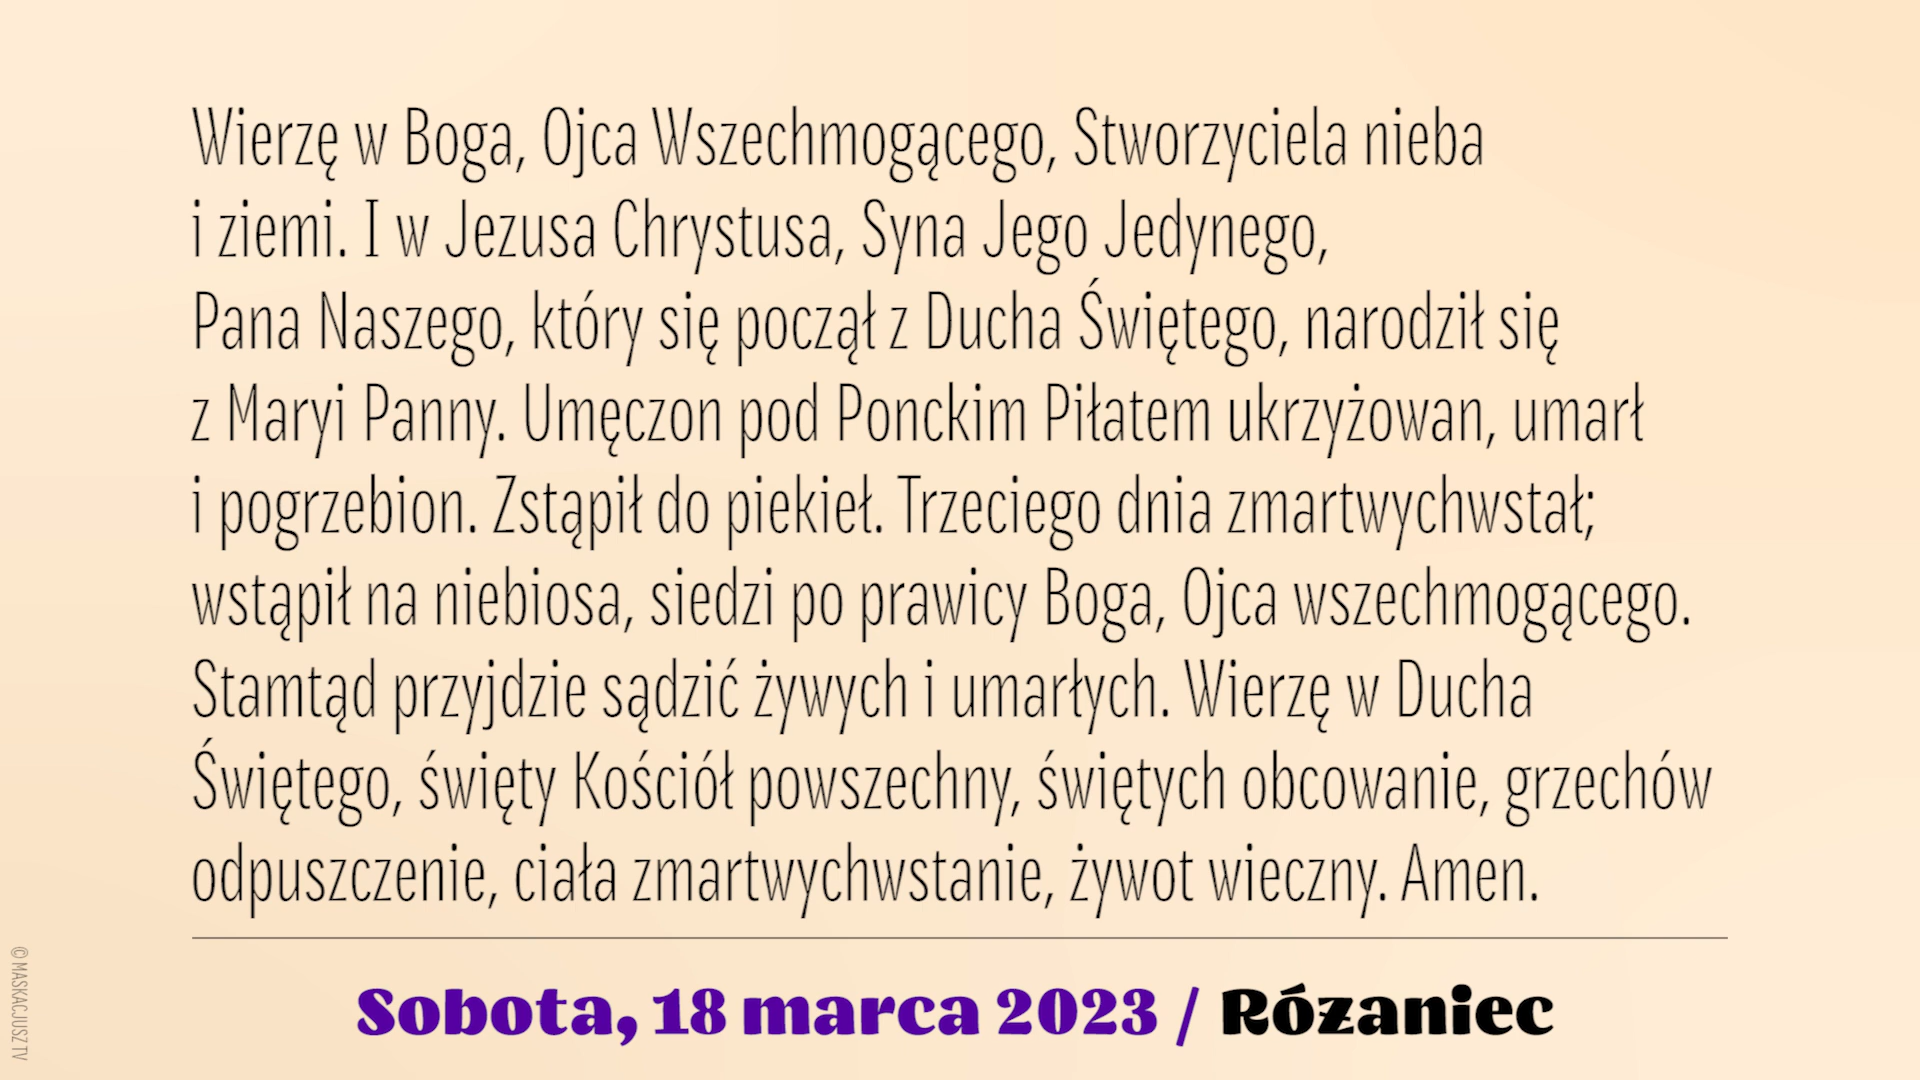 Wierzę w Boga, Ojca Wszechmogącego, Stworzyciela nieba
i ziemi. I w Jezusa Chrystusa, Syna Jego Jedynego,
Pana Naszego, który się począł z Ducha Świętego, narodził się
z Maryi Panny. Umęczon pod Ponckim Piłatem ukrzyżowan, umarł
i pogrzebion. Zstąpił do piekieł. Trzeciego dnia zmartwychwstał;
wstąpił na niebiosa, siedzi po prawicy Boga, Ojca wszechmogącego.
Stamtąd przyjdzie sądzić żywych i umarłych. Wierzę w Ducha
Świętego, święty Kościół powszechny, świętych obcowanie, grzechów
odpuszczenie, ciała zmartwychwstanie, żywot wieczny. Amen.
Sobota, 18 marca 2023 / Różaniec
© MASKACJUSZ TV